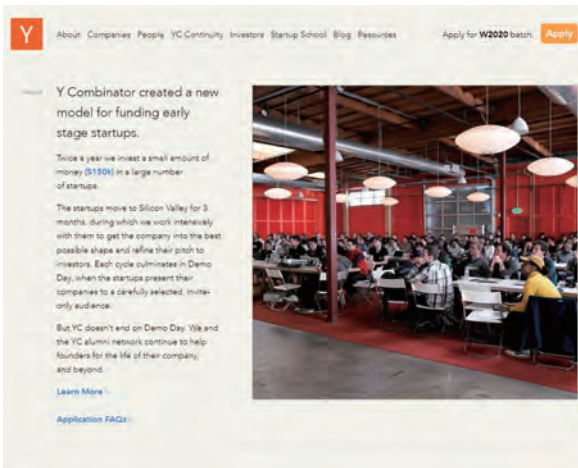 Y
About Companies People YC Continuity Investors Startup School Blog Resources
Apply for W2020 batch.
Apply
Y Combinator created a new
model for funding early
stage startups.
Twice a year we invest a small amount of
money ($150k) in a large number
of startups.
The startups move to Silicon Valley for 3
months, during which we work intensively
with them to get the company into the best
possible shape and refine their pitch to
investors. Each cycle culminates in Demo
Day, when the startups present their
companies to a carefully selected, invite-
only audience.
But YC doesn't end on Demo Day. We and
the YC alumni network continue to help
founders for the life of their company,
and beyond.
Learn More ›
Application FAQs ›